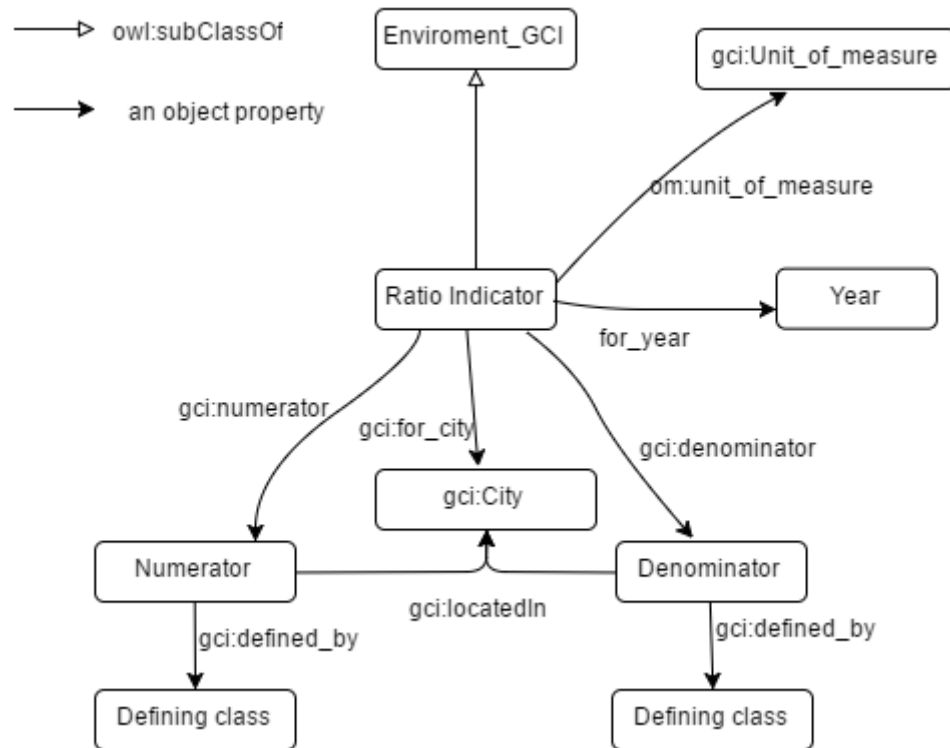 owl:subClassOf
Enviroment_GCI
gci:Unit_of_measure
an object property
om:unit_of_measure
Ratio Indicator
Year
for_year
gci:numerator
gci:for_city
gci:denominator
gci:City
Numerator
Denominator
gci:locatedIn
gci:defined_by
gci:defined_by
Defining class
Defining class